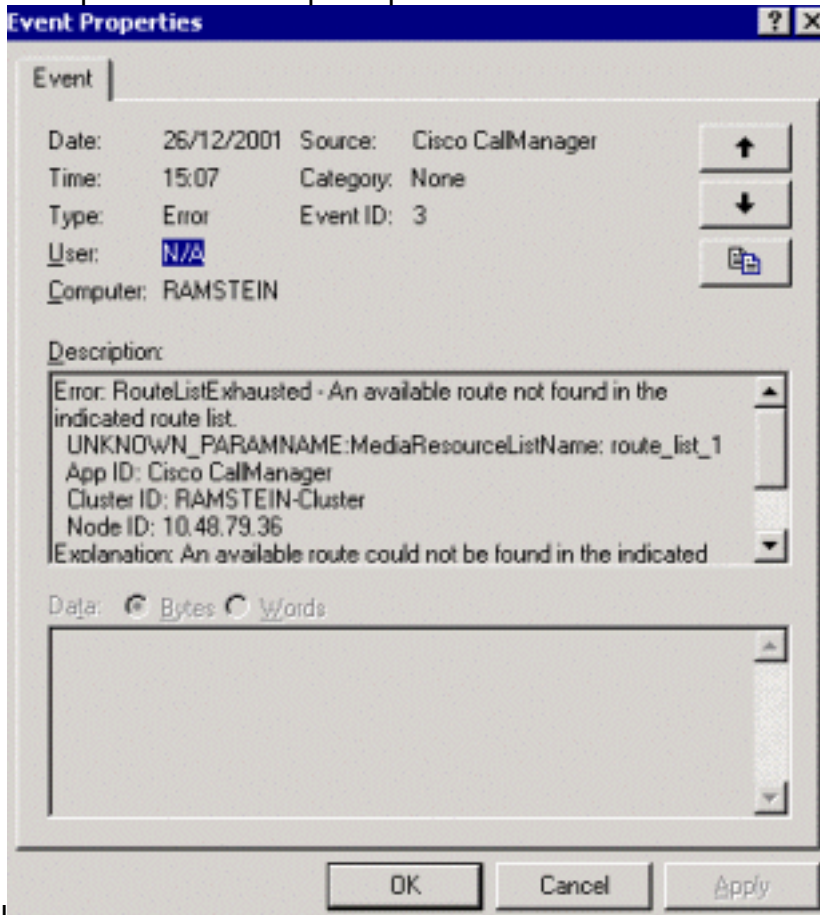 Event Properties
Event
Date: 26/12/2001 Source: Cisco CallManager
Time: 15:07 Category: None
Type: Error Event ID: 3
User: N/A
Computer: RAMSTEIN
Description:
Error: RouteListExhausted - An available route not found in the
indicated route list.
UNKNOWN_PARAMNAME:MediaResourceListName: route_list_1
App ID: Cisco CallManager
Cluster ID: RAMSTEIN-Cluster
Node ID: 10.48.79.36
Explanation: An available route could not be found in the indicated
Data: Bytes Words
OK Cancel Apply